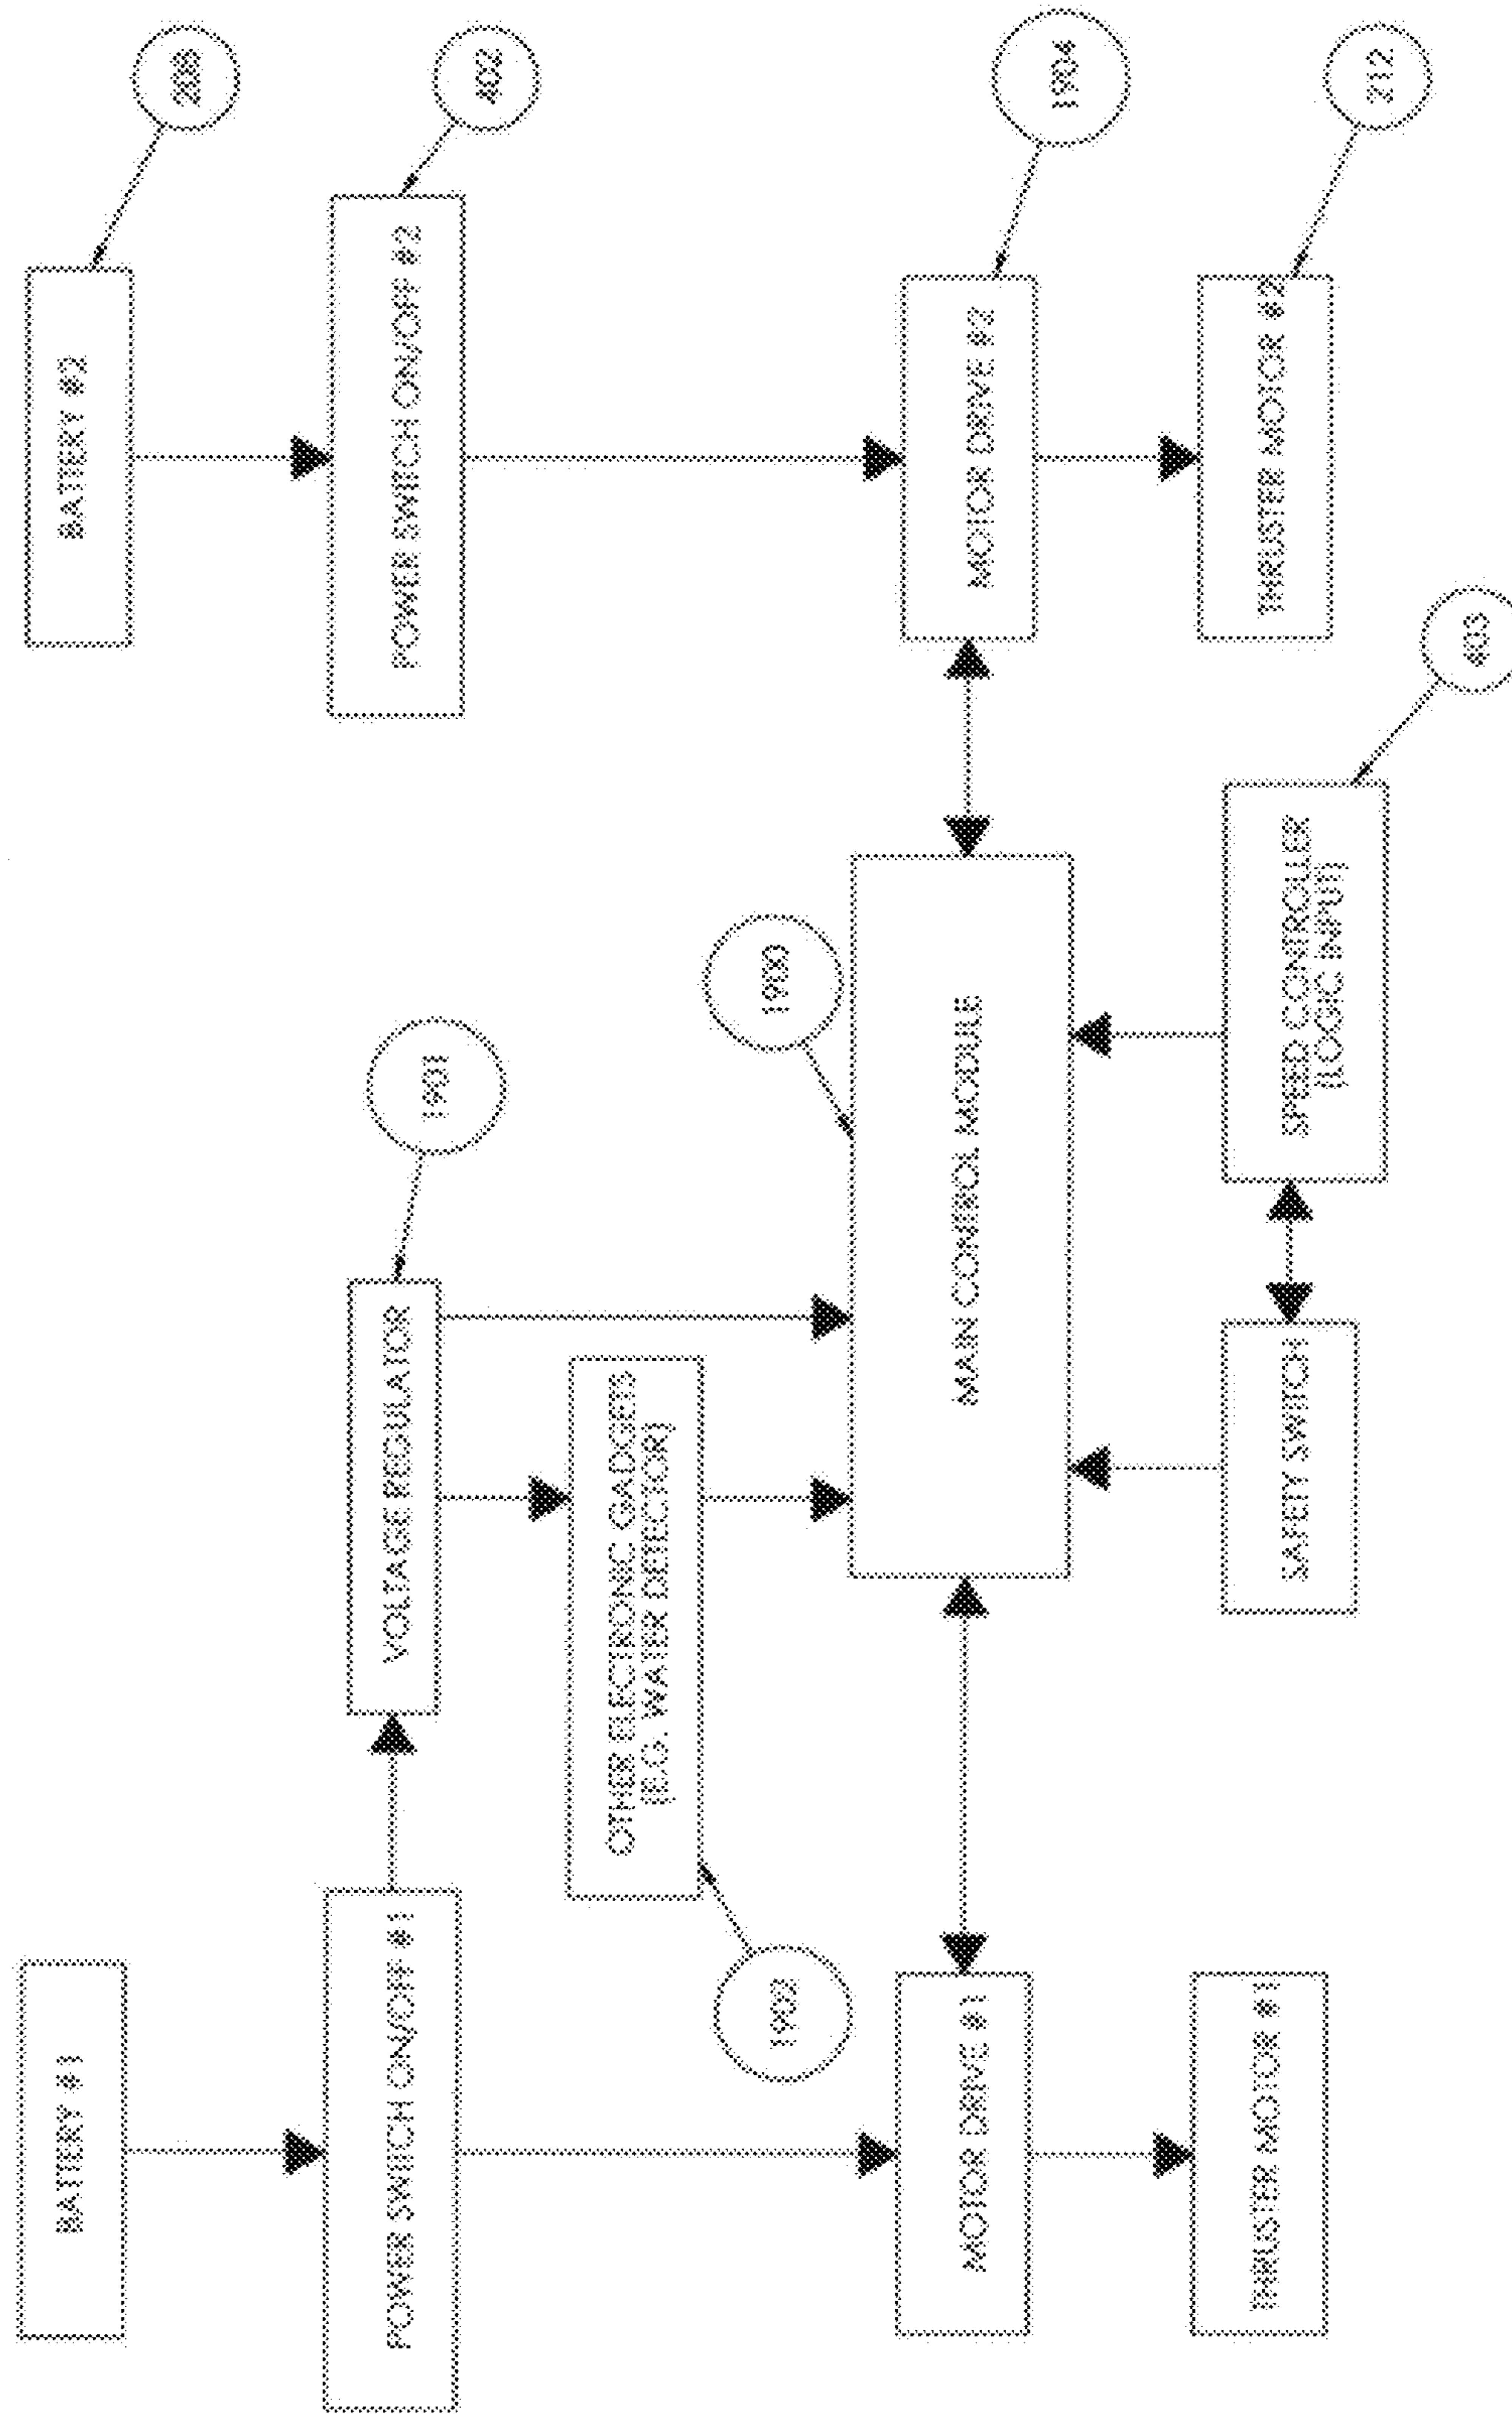 BATTERY #1
BATTERY #2
POWER SWITCH ON/OFF #1
VOLTAGE REGULATOR
1901
POWER SWITCH ON/OFF #2
402
OTHER ELECTRONIC GADGETS
[E.G. WATER DETECTOR]
1902
1900
MOTOR DRIVE #1
MAIN CONTROL MODULE
MOTOR DRIVE #2
1904
THRUSTER MOTOR #1
SAFETY SWITCH
SPEED CONTROLLER
[LOGIC INPUT]
403
THRUSTER MOTOR #2
212